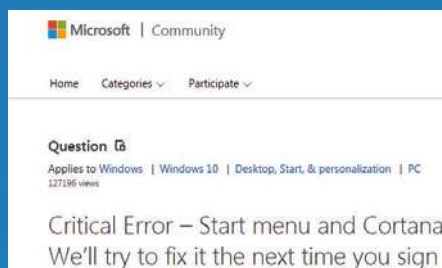 Microsoft | Community
Home Categories Participate
Question
Applies to Windows | Windows 10 | Desktop, Start, & personalization | PC
127196 views
Critical Error – Start menu and Cortana
We'll try to fix it the next time you sign